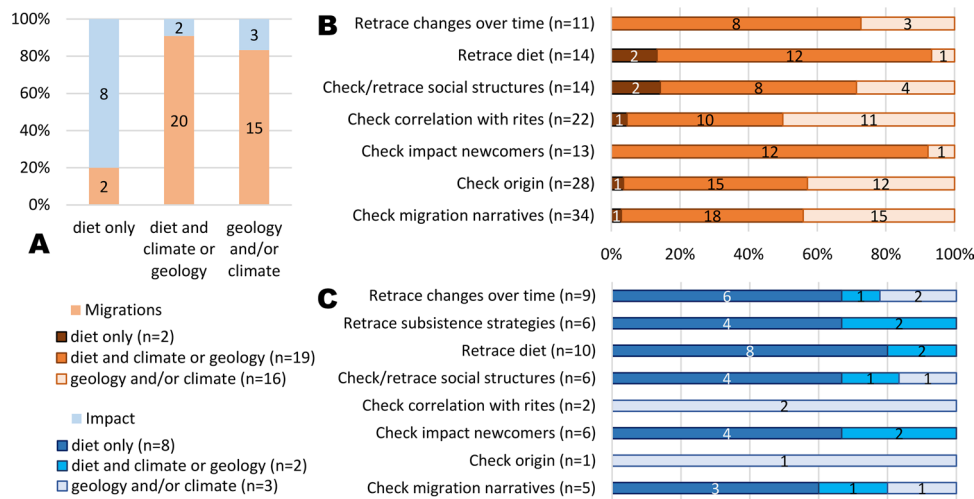 100%
80%
60%
40%
20%
0%
2
3
8
20
15
2
diet only
diet and
climate or
geology
geology
and/or
climate
A
Migrations
diet only (n=2)
diet and climate or geology (n=19)
geology and/or climate (n=16)
Impact
diet only (n=8)
diet and climate or geology (n=2)
geology and/or climate (n=3)
B
Retrace changes over time (n=11) 8 3
Retrace diet (n=14) 2 12 1
Check/retrace social structures (n=14) 2 8 4
Check correlation with rites (n=22) 1 10 11
Check impact newcomers (n=13) 12 1
Check origin (n=28) 1 15 12
Check migration narratives (n=34) 1 18 15
0% 20% 40% 60% 80% 100%
C
Retrace changes over time (n=9) 6 1 2
Retrace subsistence strategies (n=6) 4 2
Retrace diet (n=10) 8 2
Check/retrace social structures (n=6) 4 1 1
Check correlation with rites (n=2) 2
Check impact newcomers (n=6) 4 2
Check origin (n=1) 1
Check migration narratives (n=5) 3 1 1